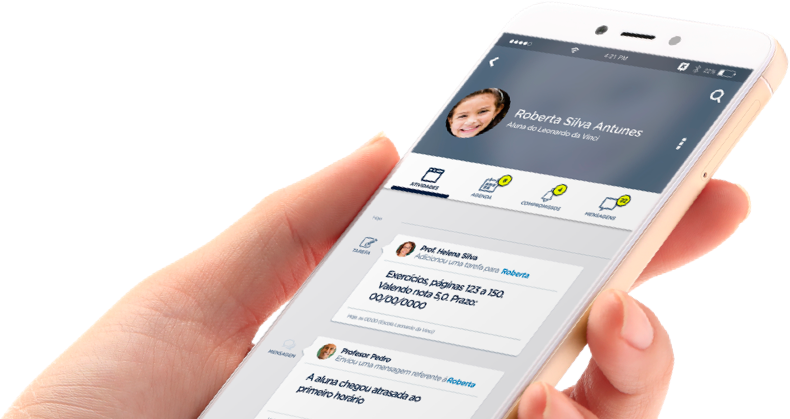 4:21 PM
22%
Roberta Silva Antunes
Aluna do Leonardo da Vinci
ATIVIDADES
AGENDA
COMPROMISSOS
MENSAGENS
Hoje
TAREFA
Prof. Helena Silva
Adicionou uma tarefa para Roberta
Exercícios, páginas 123 a 150.
Valendo nota 5,0. Prazo:
00/00/0000
Hoje, às 00:00 (Escola Leonardo da Vinci)
MENSAGEM
Profesor Pedro
Enviou uma mensagem referente á Roberta
A aluna chegou atrasada ao
primeiro horário